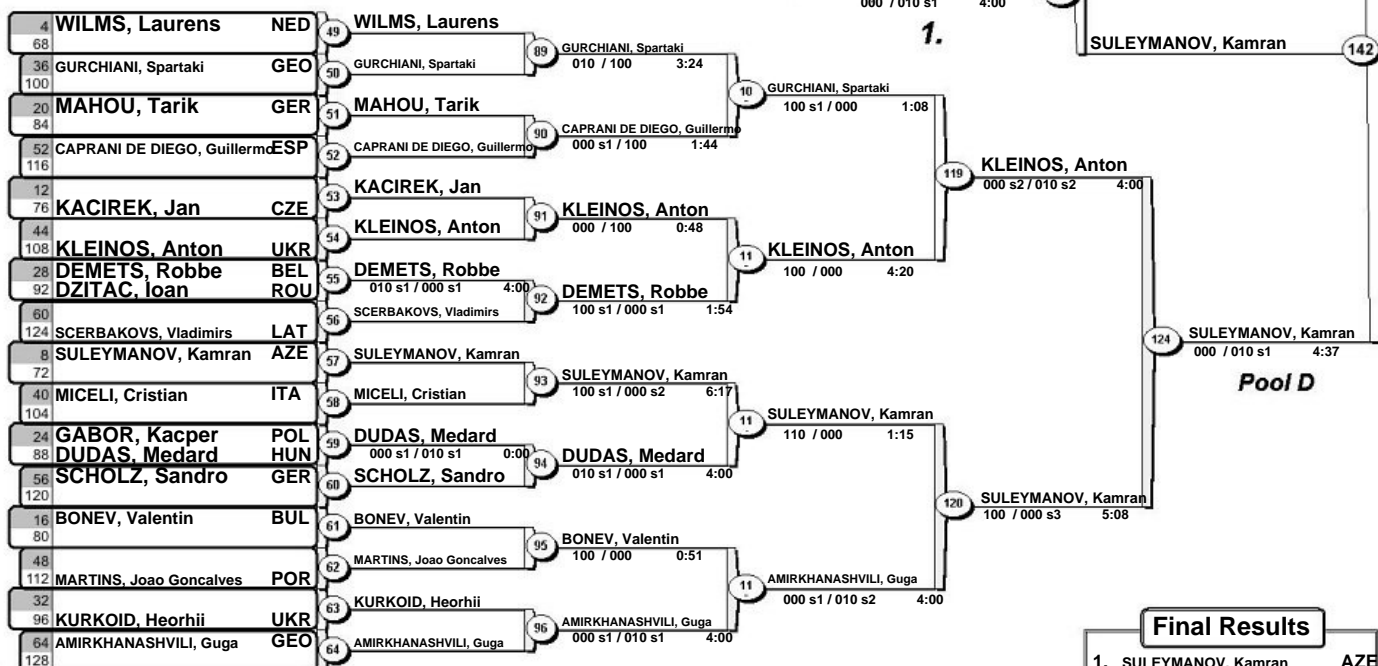 000 / 010 s1 4:00
1.
SULEYMANOV, Kamran
142
4 WILMS, Laurens NED
68
49
WILMS, Laurens
36 GURCHIANI, Spartaki GEO
100
50
GURCHIANI, Spartaki
89
GURCHIANI, Spartaki
010 / 100 3:24
20 MAHOU, Tarik GER
84
51
MAHOU, Tarik
52 CAPRANI DE DIEGO, Guillermo ESP
116
52
CAPRANI DE DIEGO, Guillermo
90
CAPRANI DE DIEGO, Guillermo
000 s1 / 100 1:44
10
GURCHIANI, Spartaki
100 s1 / 000 1:08
12
76 KACIREK, Jan CZE
53
KACIREK, Jan
44
108 KLEINOS, Anton UKR
54
KLEINOS, Anton
91
KLEINOS, Anton
000 / 100 0:48
28 DEMETS, Robbe BEL
92 DZITAC, Ioan ROU
55
DEMETS, Robbe
010 s1 / 000 s1 4:00
60
124 SCERBAKOVS, Vladimirs LAT
56
SCERBAKOVS, Vladimirs
92
DEMETS, Robbe
100 s1 / 000 s1 1:54
11
KLEINOS, Anton
100 / 000 4:20
119
KLEINOS, Anton
000 s2 / 010 s2 4:00
8 SULEYMANOV, Kamran AZE
72
57
SULEYMANOV, Kamran
40 MICELI, Cristian ITA
104
58
MICELI, Cristian
93
SULEYMANOV, Kamran
100 s1 / 000 s2 6:17
24 GABOR, Kacper POL
88 DUDAS, Medard HUN
59
DUDAS, Medard
000 s1 / 010 s1 0:00
56 SCHOLZ, Sandro GER
120
60
SCHOLZ, Sandro
94
DUDAS, Medard
010 s1 / 000 s1 4:00
11
SULEYMANOV, Kamran
110 / 000 1:15
16 BONEV, Valentin BUL
80
61
BONEV, Valentin
48
112 MARTINS, Joao Goncalves POR
62
MARTINS, Joao Goncalves
95
BONEV, Valentin
100 / 000 0:51
32
96 KURKOID, Heorhii UKR
63
KURKOID, Heorhii
64 AMIRKHANASHVILI, Guga GEO
128
64
AMIRKHANASHVILI, Guga
96
AMIRKHANASHVILI, Guga
000 s1 / 010 s1 4:00
11
AMIRKHANASHVILI, Guga
000 s1 / 010 s2 4:00
120
SULEYMANOV, Kamran
100 / 000 s3 5:08
124
SULEYMANOV, Kamran
000 / 010 s1 4:37
Pool D
Final Results
1. SULEYMANOV, Kamran AZE